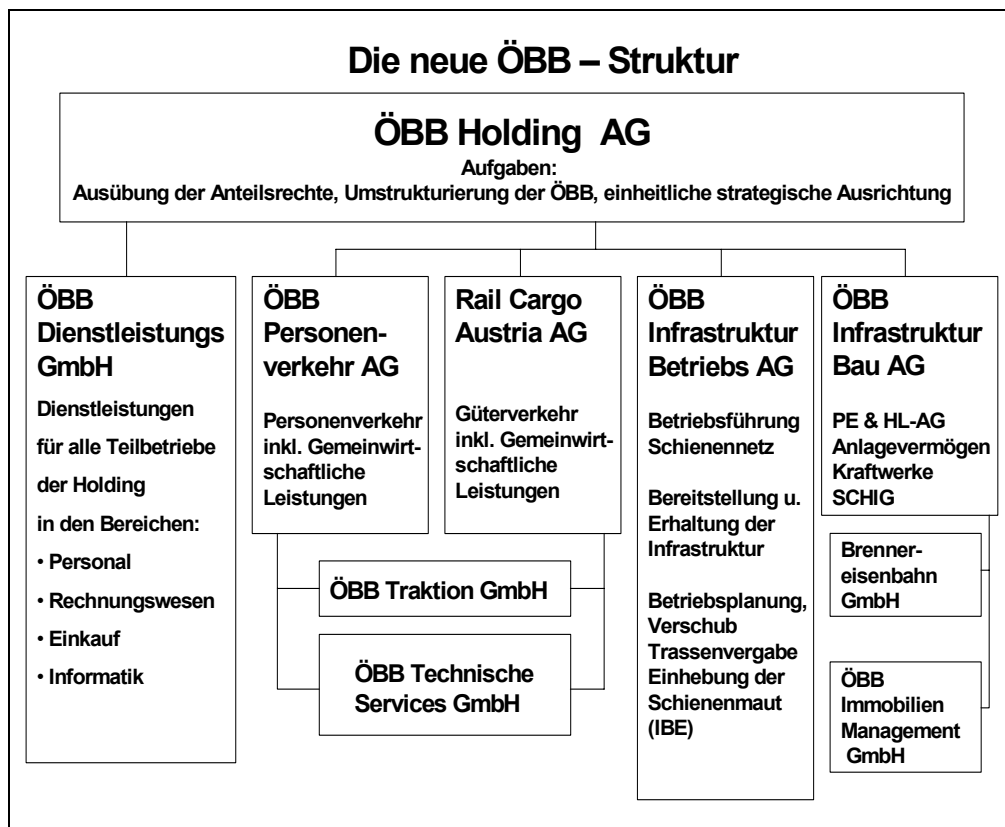 Die neue ÖBB – Struktur
ÖBB Holding AG
Aufgaben:
Ausübung der Anteilsrechte, Umstrukturierung der ÖBB, einheitliche strategische Ausrichtung
ÖBB
Dienstleistungs
GmbH
Dienstleistungen
für alle Teilbetriebe
der Holding
in den Bereichen:
• Personal
• Rechnungswesen
• Einkauf
• Informatik
ÖBB
Personen-
verkehr AG
Personenverkehr
inkl. Gemeinwirt-
schaftliche
Leistungen
Rail Cargo
Austria AG
Güterverkehr
inkl. Gemeinwirt-
schaftliche
Leistungen
ÖBB Traktion GmbH
ÖBB Technische
Services GmbH
ÖBB
Infrastruktur
Betriebs AG
Betriebsführung
Schienennetz
Bereitstellung u.
Erhaltung der
Infrastruktur
Betriebsplanung,
Verschub
Trassenvergabe
Einhebung der
Schienenmaut
(IBE)
ÖBB
Infrastruktur
Bau AG
PE & HL-AG
Anlagevermögen
Kraftwerke
SCHIG
Brenner-
eisenbahn
GmbH
ÖBB
Immobilien
Management
GmbH